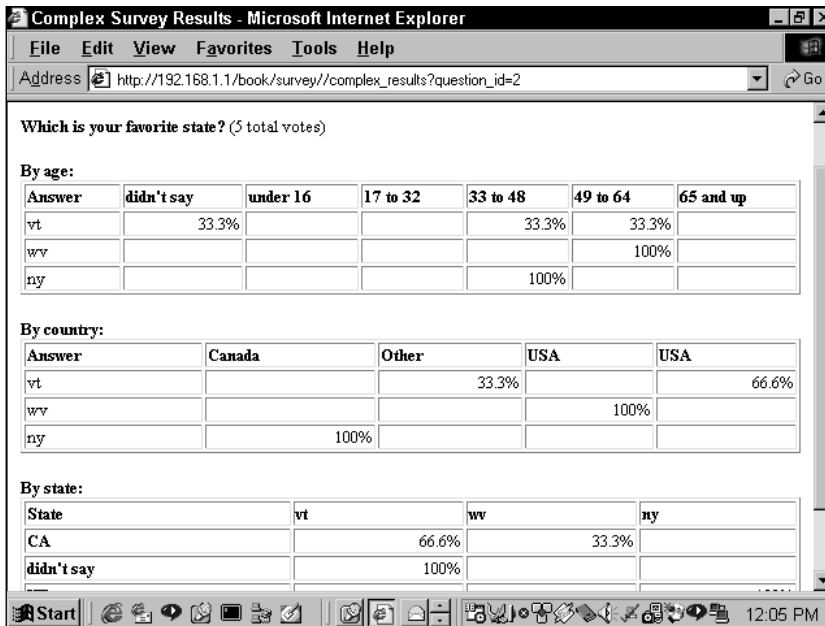 Complex Survey Results - Microsoft Internet Explorer
File Edit View Favorites Tools Help
Address http://192.168.1.1/book/survey//complex_results?question_id=2 Go
Which is your favorite state? (5 total votes)
By age:
Answer didn't say under 16 17 to 32 33 to 48 49 to 64 65 and up
vt 33.3% 33.3% 33.3%
wv 100%
ny 100%
By country:
Answer Canada Other USA USA
vt 33.3% 66.6%
wv 100%
ny 100%
By state:
State vt wv ny
CA 66.6% 33.3%
didn't say 100%
Start 12:05 PM